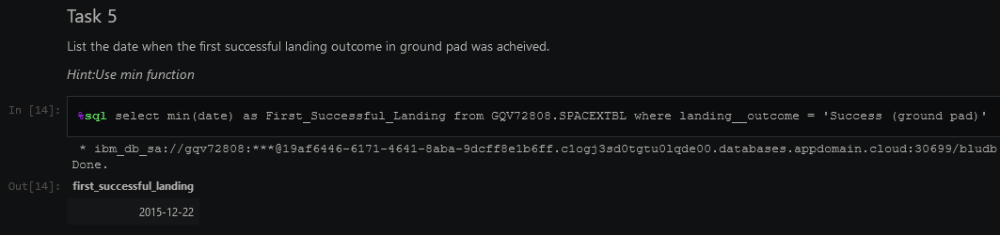 Task 5
List the date when the first successful landing outcome in ground pad was acheived.
Hint:Use min function
In [14]: %sql select min(date) as First_Successful_Landing from GQV72808.SPACEXTBL where landing__outcome = 'Success (ground pad)'
* ibm_db_sa://gqv72808:***@19af6446-6171-4641-8aba-9dcff8e1b6ff.c1ogj3sd0tgtu0lqde00.databases.appdomain.cloud:30699/bludb
Done.
Out[14]: first_successful_landing
2015-12-22